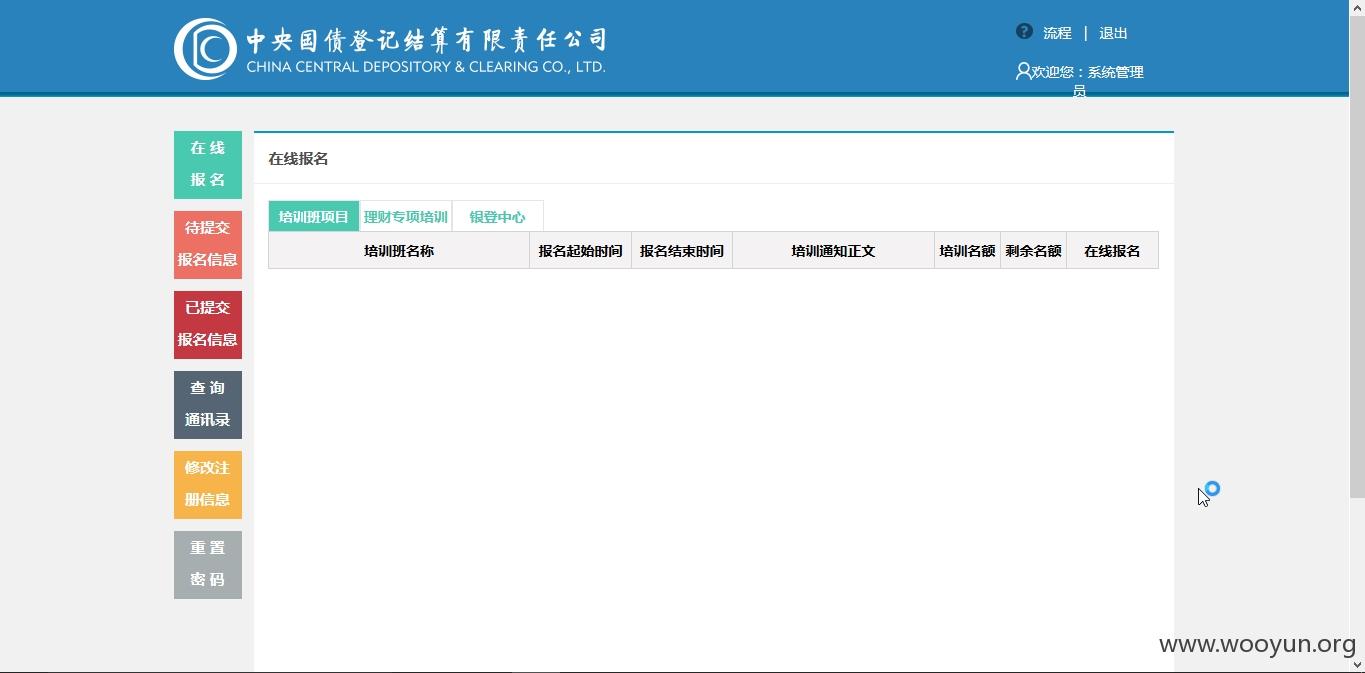 中央国债登记结算有限责任公司
CHINA CENTRAL DEPOSITORY & CLEARING CO., LTD.
? 流程 | 退出
欢迎您：系统管理
员
在 线
报 名
待提交
报名信息
已提交
报名信息
查 询
通讯录
修改注
册信息
重 置
密 码
在线报名
培训班项目 理财专项培训 银登中心
培训班名称 报名起始时间 报名结束时间 培训通知正文 培训名额 剩余名额 在线报名
www.wooyun.org